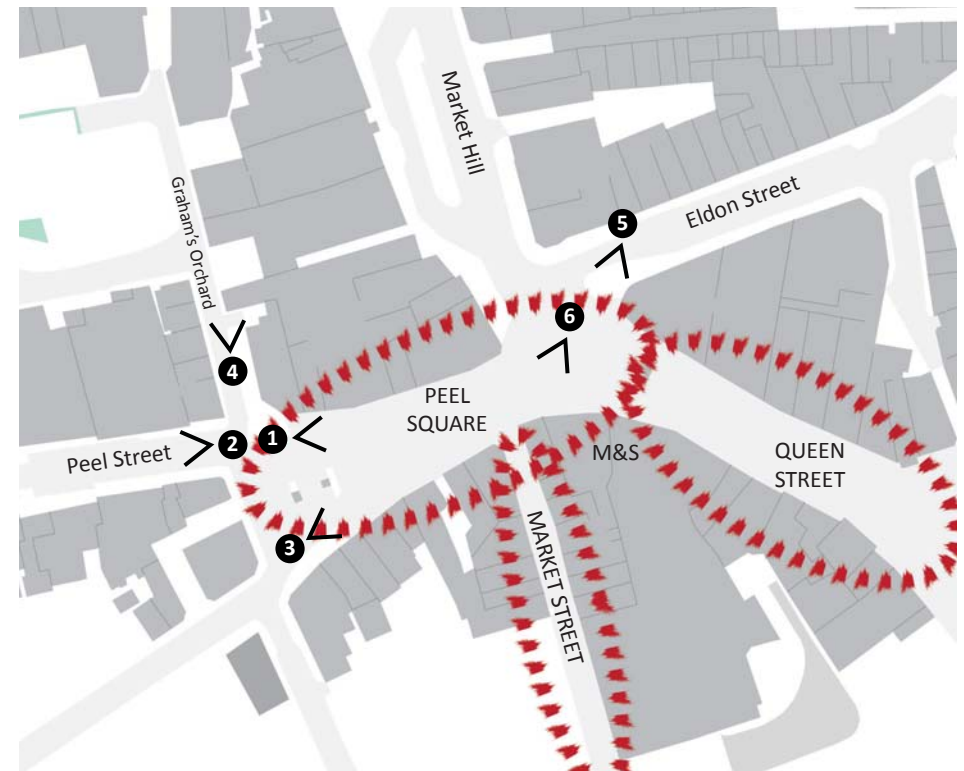 Market Hill
Graham's Orchard
Eldon Street
5
6
4
PEEL
SQUARE
1
2
Peel Street
M&S
QUEEN
STREET
3
MARKET STREET